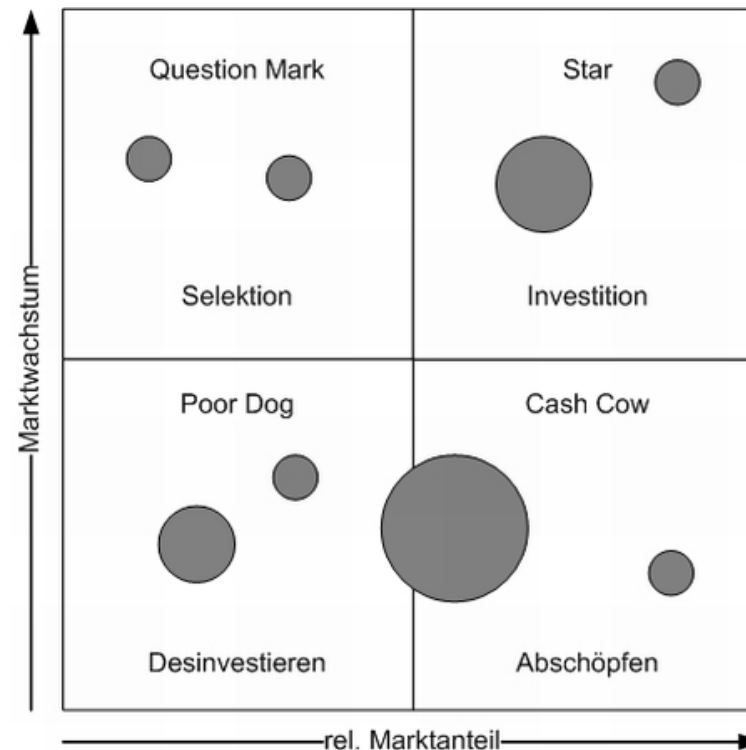 Question Mark
Star
Selektion
Investition
Marktwachstum
Poor Dog
Cash Cow
Desinvestieren
Abschöpfen
rel. Marktanteil